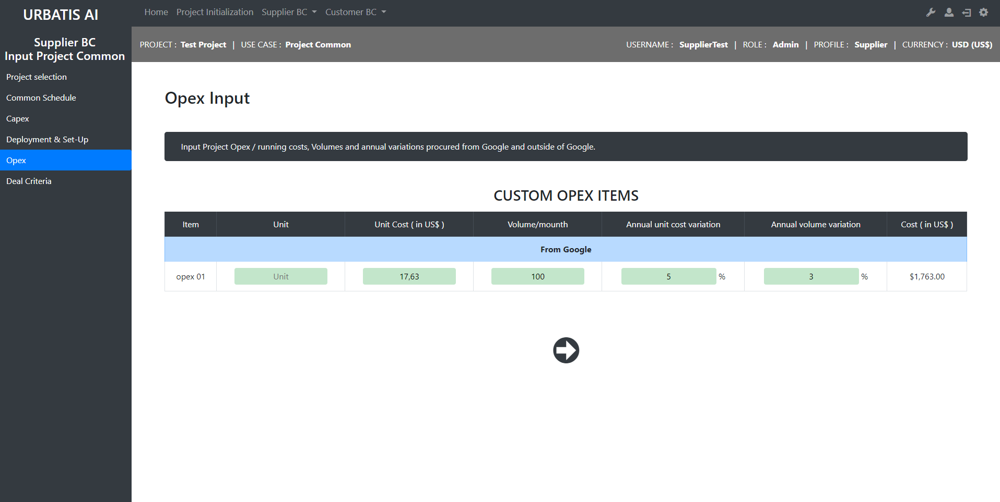 URBATIS AI
Home Project Initialization Supplier BC Customer BC
Supplier BC
Input Project Common
Project selection
Common Schedule
Capex
Deployment & Set-Up
Opex
Deal Criteria
PROJECT : Test Project | USE CASE : Project Common
USERNAME : SupplierTest | ROLE : Admin | PROFILE : Supplier | CURRENCY : USD (US$)
Opex Input
Input Project Opex / running costs, Volumes and annual variations procured from Google and outside of Google.
CUSTOM OPEX ITEMS
Item Unit Unit Cost ( in US$ ) Volume/mounth Annual unit cost variation Annual volume variation Cost ( in US$ )
From Google
opex 01 Unit 17,63 100 5 % 3 % $1,763.00